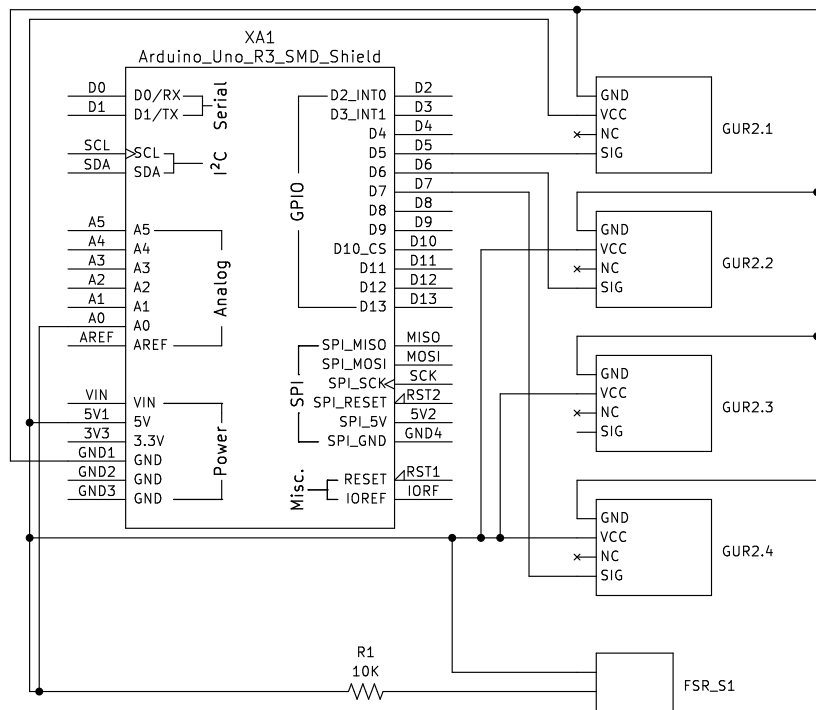 XA1
Arduino_Uno_R3_SMD_Shield
D0
D0/RX
D1
D1/TX
Serial
SCL
SCL
SDA
SDA
I²C
A5
A5
A4
A4
A3
A3
A2
A2
A1
A1
A0
A0
AREF
AREF
Analog
VIN
VIN
5V1
5V
3V3
3.3V
GND1
GND
GND2
GND
GND3
GND
Power
D2_INT0
D2
D3_INT1
D3
D4
D4
D5
D5
D6
D6
D7
D7
D8
D8
D9
D9
D10_CS
D10
D11
D11
D12
D12
D13
D13
GPIO
SPI_MISO
MISO
SPI_MOSI
MOSI
SPI_SCK
SCK
SPI_RESET
RST2
SPI_5V
5V2
SPI_GND
GND4
SPI
RESET
RST1
IOREF
IORF
Misc.
GND
VCC
NC
SIG
GUR2.1
GND
VCC
NC
SIG
GUR2.2
GND
VCC
NC
SIG
GUR2.3
GND
VCC
NC
SIG
GUR2.4
R1
10K
FSR_S1